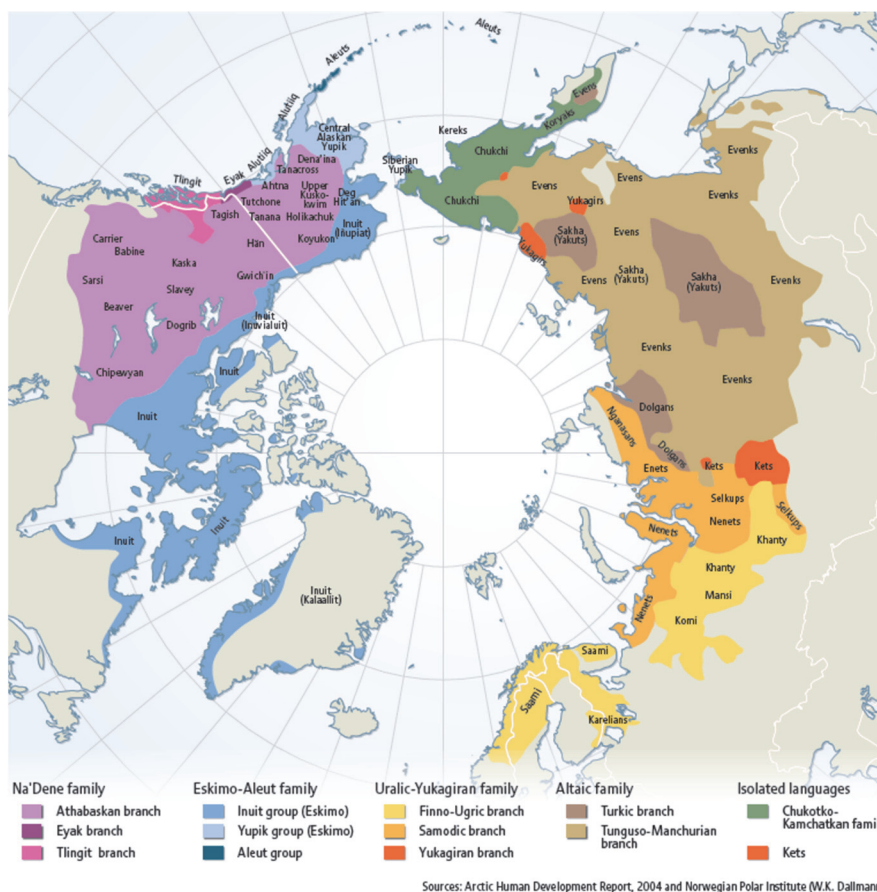 Aleuts
Aleuts
Alutiiq
Central
Alaskan
Yupik
Evens
Koryaks
Kereks
Chukchi
Siberian
Yupik
Chukchi
Tlingit
Eyak
Alutiiq
Dena'ina
Tanacross
Ahtna
Upper
Kusko-
kwim
Deg
Hit'an
Tutchone
Tagish
Tanana
Holikachuk
Inuit
(Inupiat)
Koyukon
Hän
Carrier
Babine
Kaska
Sarsi
Slavey
Gwich'in
Beaver
Dogrib
Inuit
(Inuvialuit)
Chipewyan
Inuit
Inuit
Inuit
Inuit
Inuit
(Kalaallit)
Evenks
Evens
Evenks
Evens
Yukagirs
Yukagirs
Sakha
(Yakuts)
Evens
Evens
Sakha
(Yakuts)
Sakha
(Yakuts)
Evenks
Evenks
Evenks
Dolgans
Nganasans
Dolgans
Enets
Kets
Kets
Selkups
Selkups
Nenets
Nenets
Khanty
Khanty
Mansi
Nenets
Komi
Saami
Saami
Karelians
Na'Dene family
Athabaskan branch
Eyak branch
Tlingit branch
Eskimo-Aleut family
Inuit group (Eskimo)
Yupik group (Eskimo)
Aleut group
Uralic-Yukagiran family
Finno-Ugric branch
Samodic branch
Yukagiran branch
Altaic family
Turkic branch
Tunguso-Manchurian
branch
Isolated languages
Chukotko-
Kamchatkan fami
Kets
Sources: Arctic Human Development Report, 2004 and Norwegian Polar Institute (W.K. Dallman